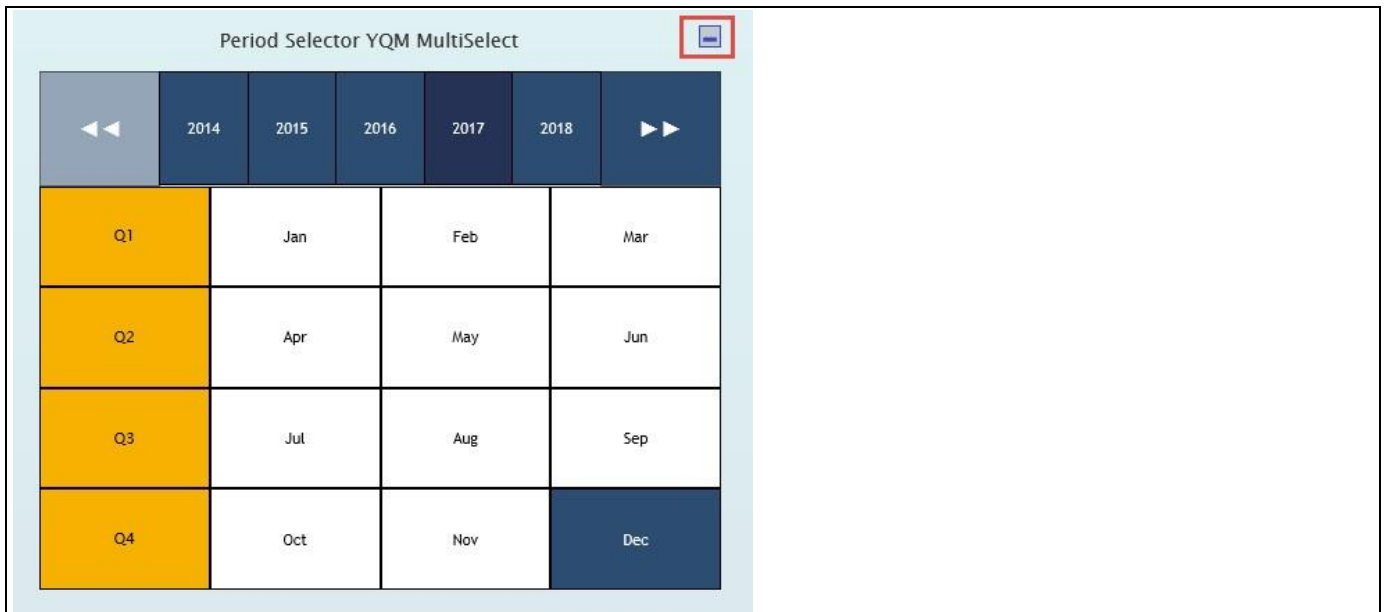 Period Selector YQM MultiSelect
2014 2015 2016 2017 2018
Q1 Jan Feb Mar
Q2 Apr May Jun
Q3 Jul Aug Sep
Q4 Oct Nov Dec